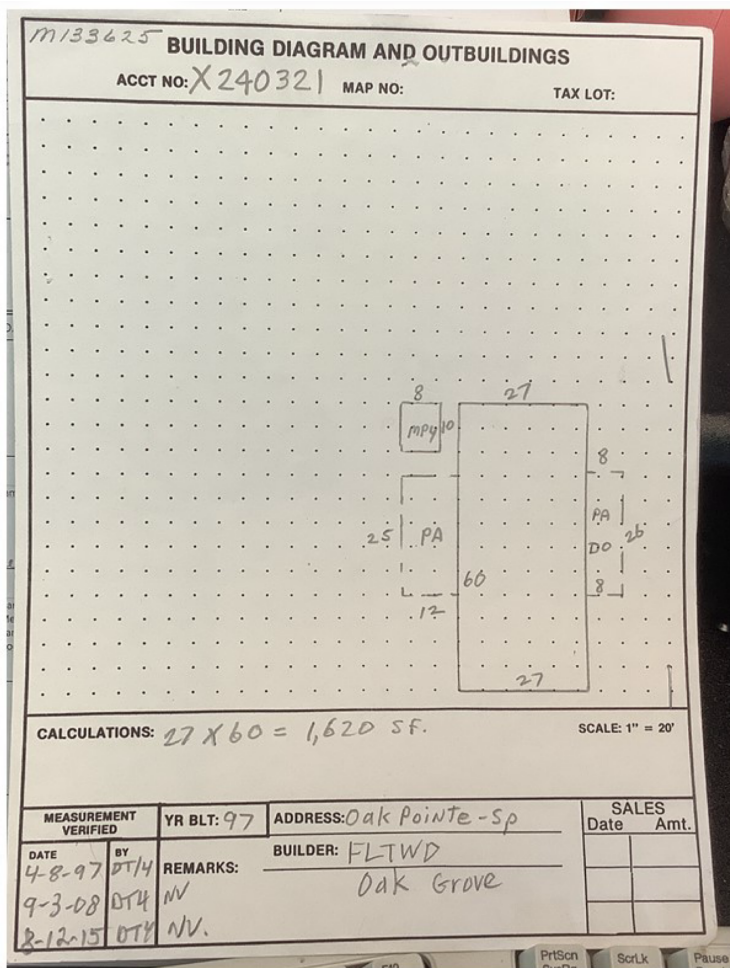 M133625 BUILDING DIAGRAM AND OUTBUILDINGS
ACCT NO: X240321 MAP NO: TAX LOT:
8 27
MPY 10
8
25 PA PA 26
DO
60 8
12
27
CALCULATIONS: 27 X 60 = 1,620 SF. SCALE: 1" = 20'
MEASUREMENT VERIFIED YR BLT: 97 ADDRESS: Oak Pointe-Sp SALES
Date Amt.
DATE BY REMARKS: BUILDER: FLTWD
4-8-97 DT/4 Oak Grove
9-3-08 DT4 NV
8-12-15 DTY NV.
PrtScn ScrLk Pause